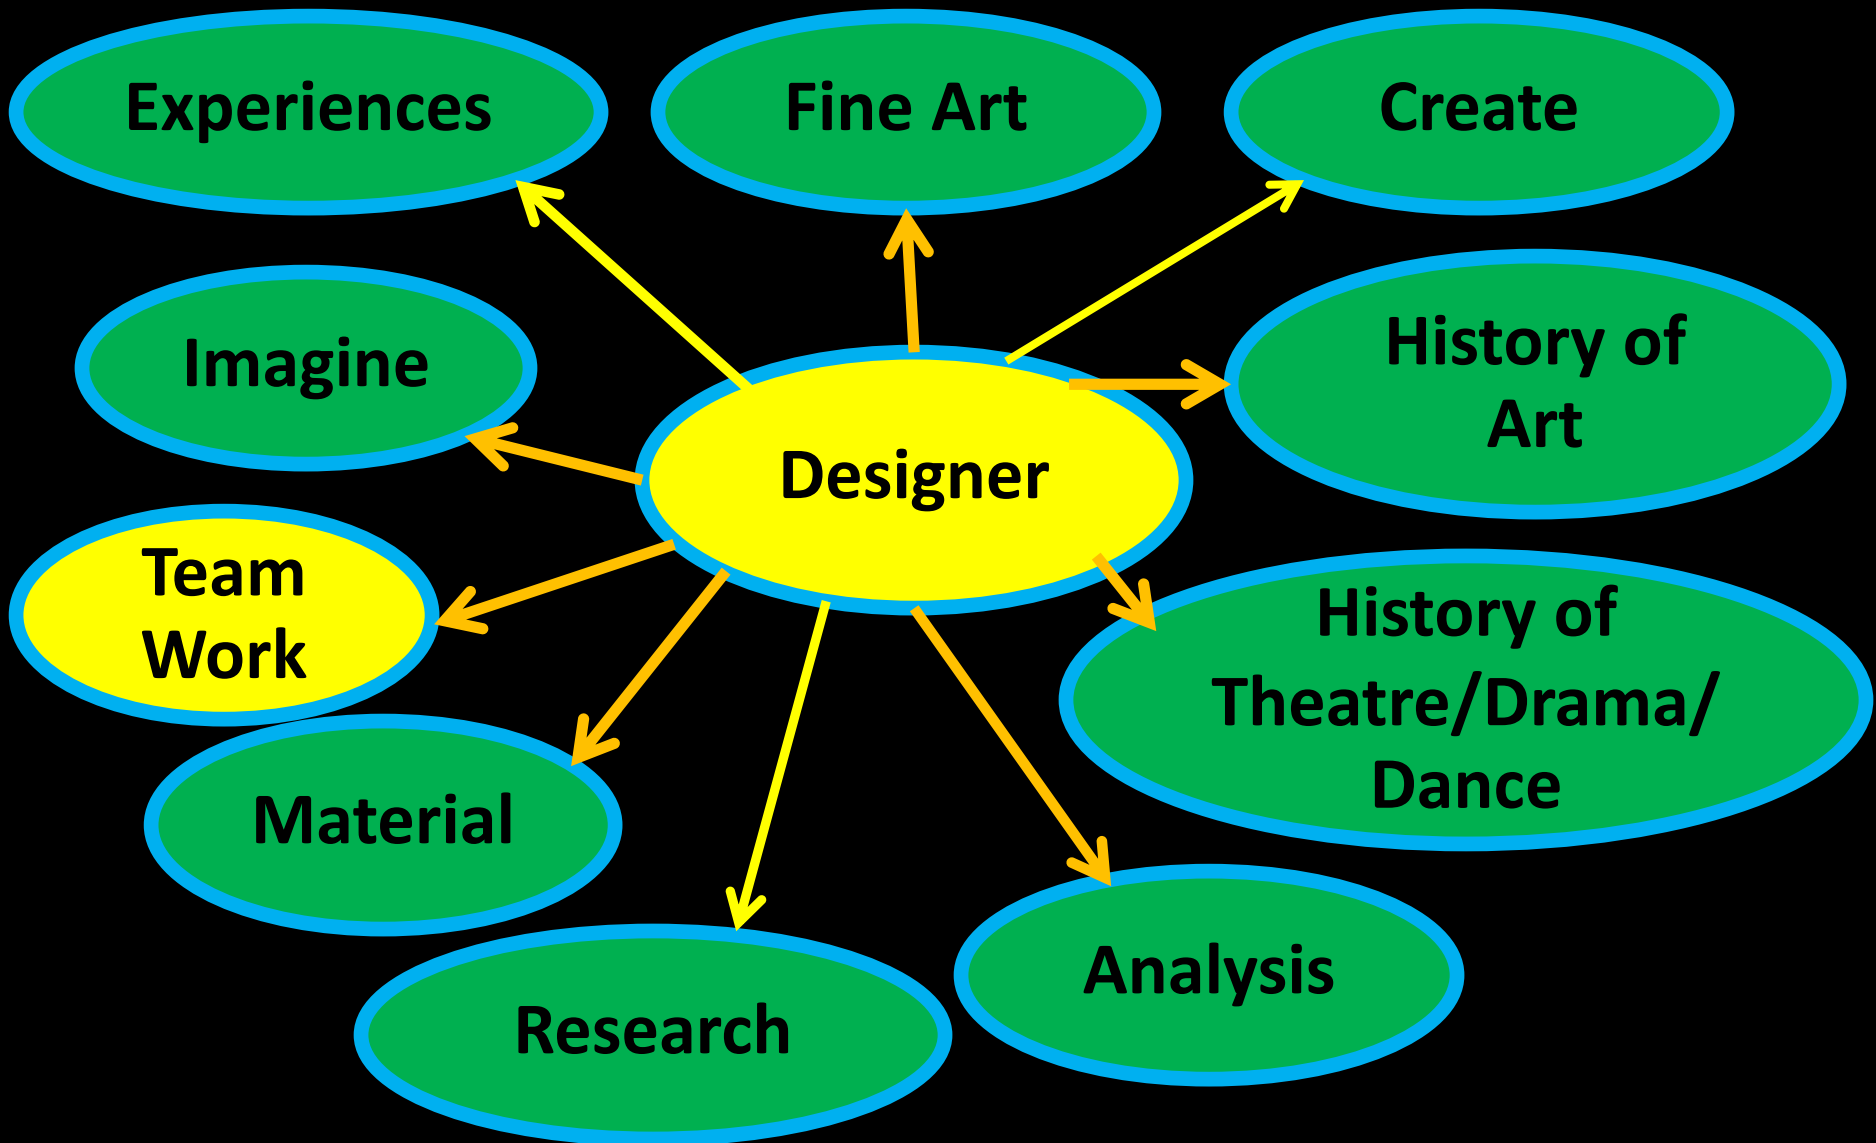 Experiences
Fine Art
Create
Imagine
History of
Art
Designer
Team
Work
History of
Theatre/Drama/
Dance
Material
Analysis
Research